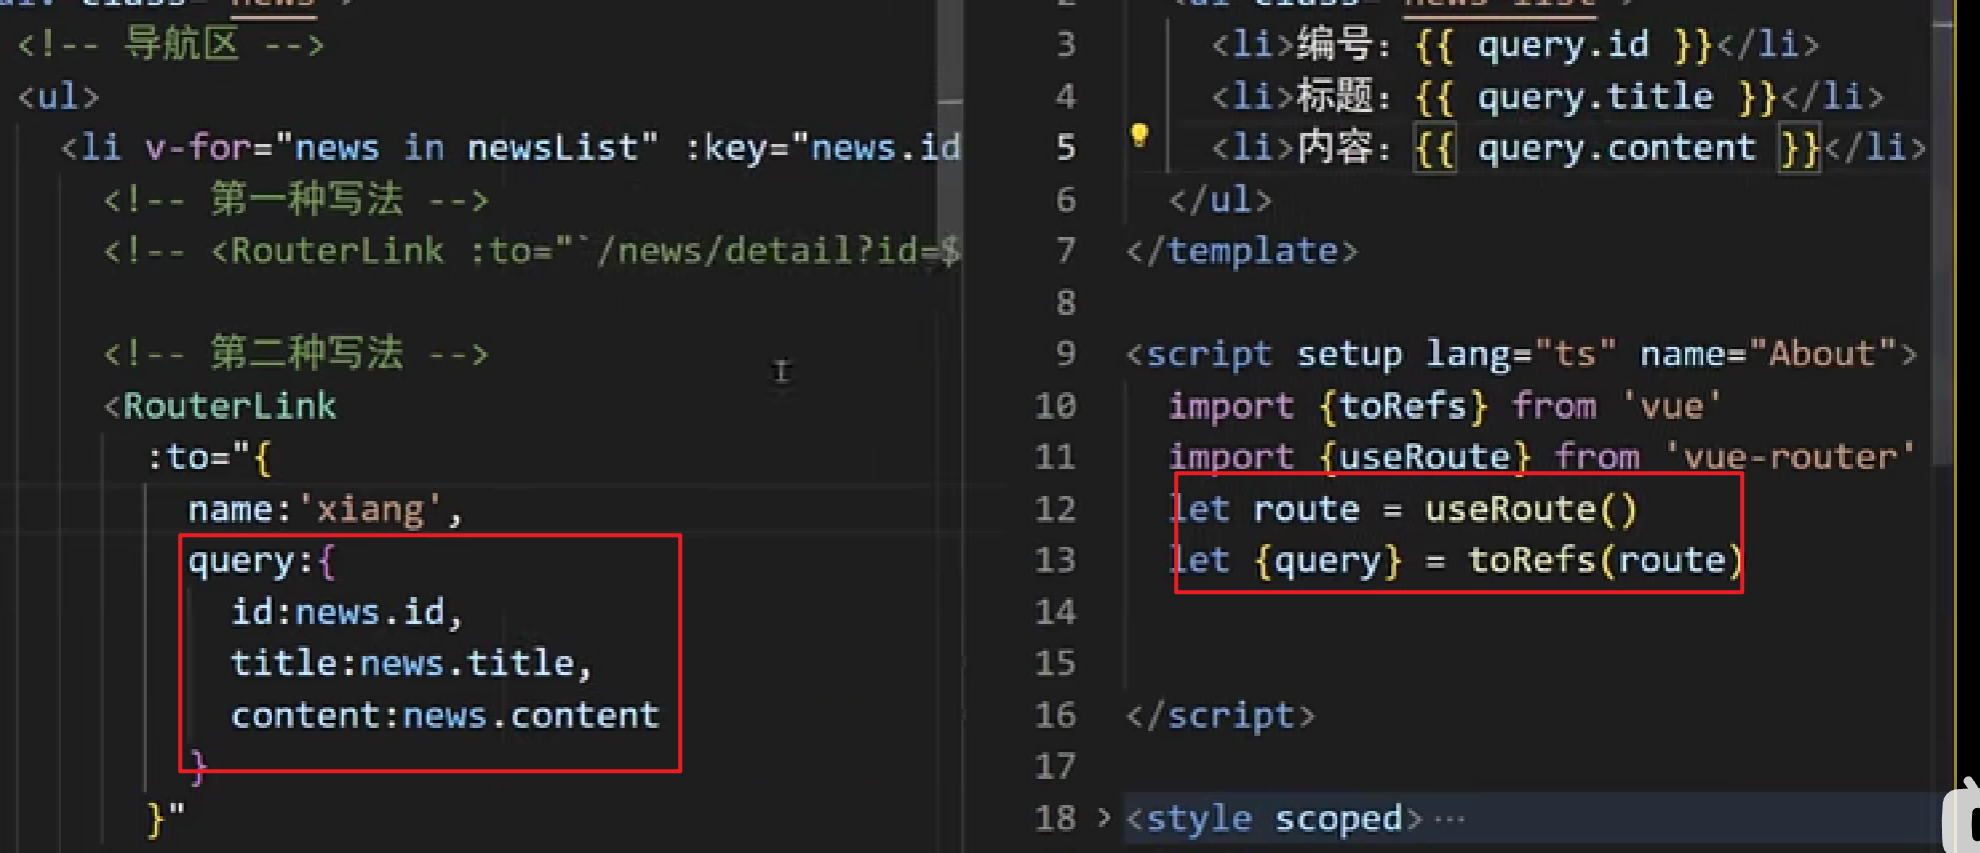 <!-- 导航区 -->
<ul>
<li v-for="news in newsList" :key="news.id
<!-- 第一种写法 -->
<!-- <RouterLink :to="`/news/detail?id=$
<!-- 第二种写法 -->
<RouterLink
:to="{
name:'xiang',
query:{
id:news.id,
title:news.title,
content:news.content
}
}"
3 <li>编号：{{ query.id }}</li>
4 <li>标题：{{ query.title }}</li>
5 <li>内容：{{ query.content }}</li>
6 </ul>
7 </template>
8
9 <script setup lang="ts" name="About">
10 import {toRefs} from 'vue'
11 import {useRoute} from 'vue-router'
12 let route = useRoute()
13 let {query} = toRefs(route)
14
15
16 </script>
17
18 > <style scoped>···